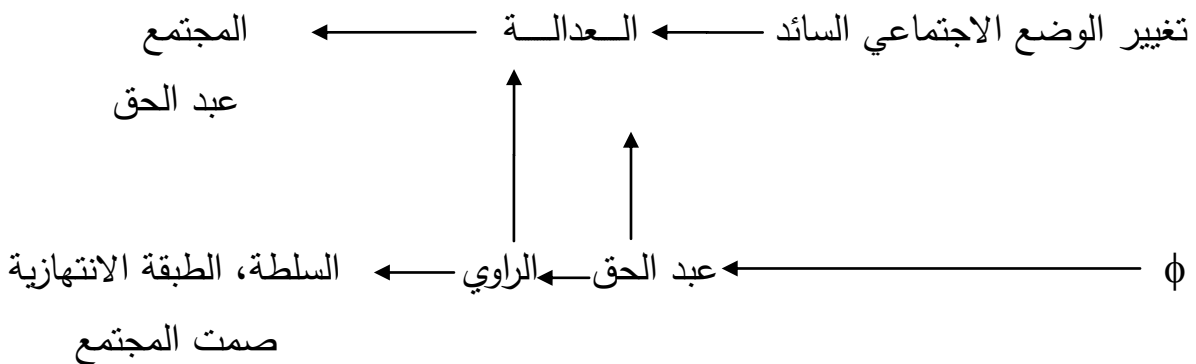 تغيير الوضع الاجتماعي السائد العدالة المجتمع
عبد الحق
ϕ عبد الحق الراوي السلطة، الطبقة الانتهازية
صمت المجتمع